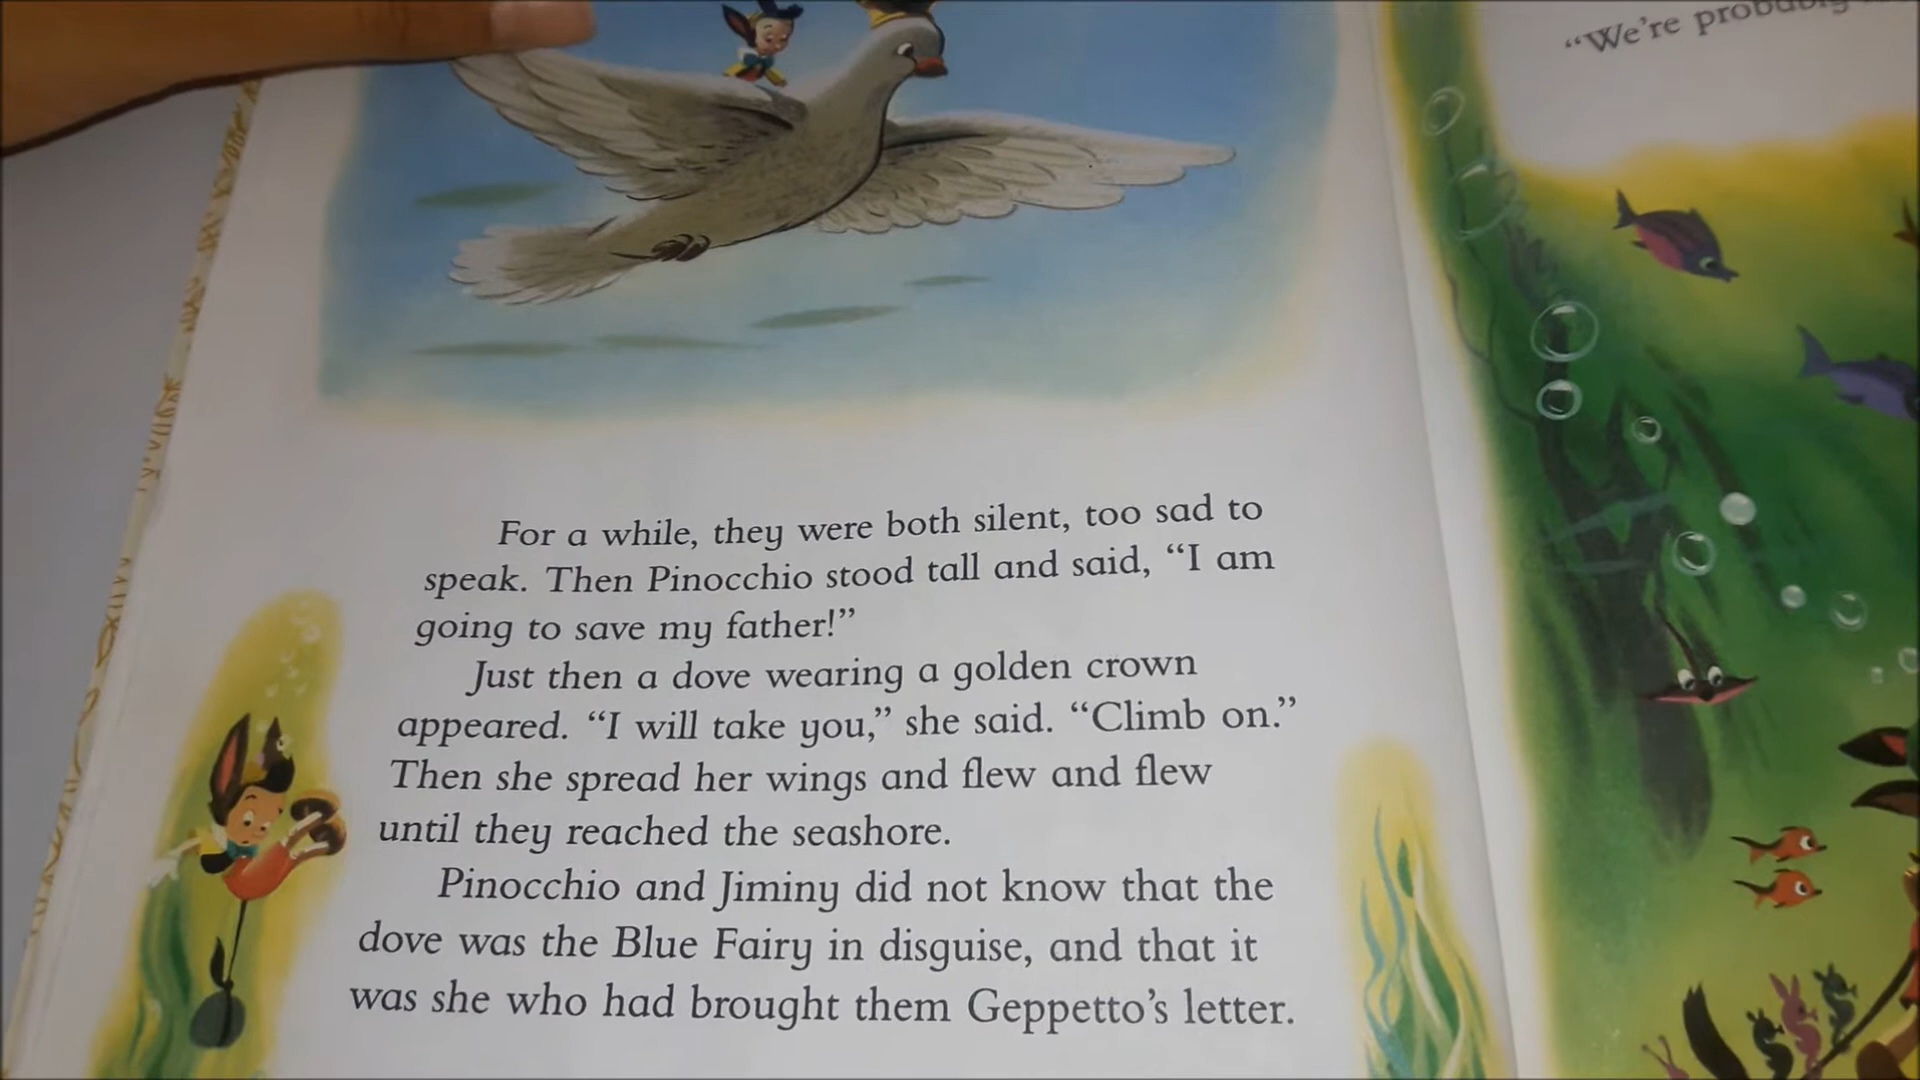 For a while, they were both silent, too sad to
speak. Then Pinocchio stood tall and said, “I am
going to save my father!”
Just then a dove wearing a golden crown
appeared. “I will take you,” she said. “Climb on.”
Then she spread her wings and flew and flew
until they reached the seashore.
Pinocchio and Jiminy did not know that the
dove was the Blue Fairy in disguise, and that it
was she who had brought them Geppetto’s letter.
“We’re probably